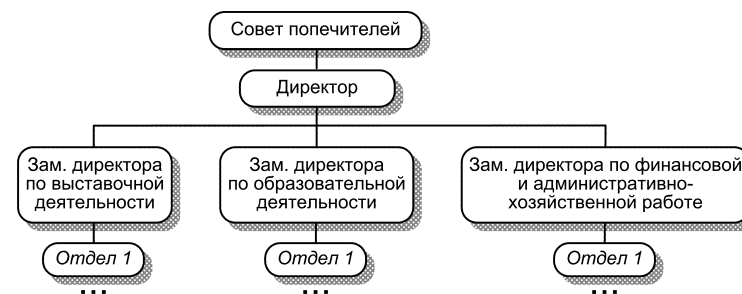 Совет попечителей
Директор
Зам. директора
по выставочной
деятельности
Зам. директора
по образовательной
деятельности
Зам. директора по финансовой
и административно-
хозяйственной работе
Отдел 1
Отдел 1
Отдел 1
...
...
...